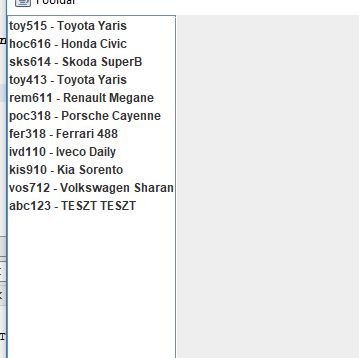 Főoldal
toy515 - Toyota Yaris
hoc616 - Honda Civic
sks614 - Skoda SuperB
toy413 - Toyota Yaris
rem611 - Renault Megane
poc318 - Porsche Cayenne
fer318 - Ferrari 488
ivd110 - Iveco Daily
kis910 - Kia Sorento
vos712 - Volkswagen Sharan
abc123 - TESZT TESZT